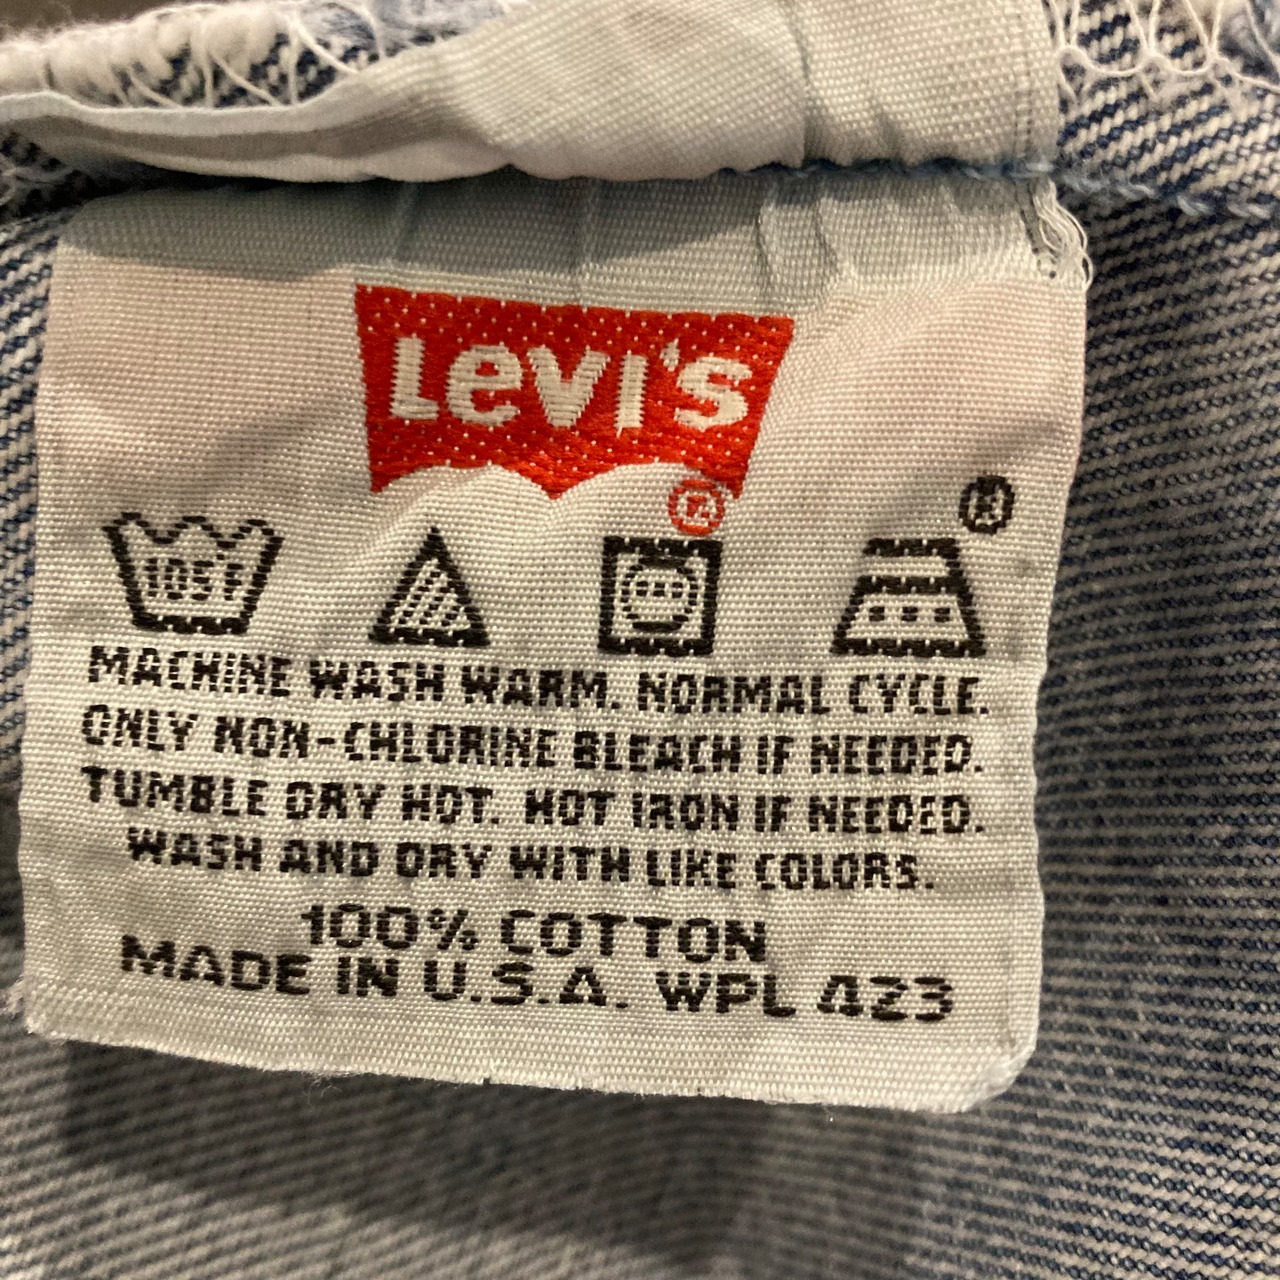 Levi's
®
®
105F
MACHINE WASH WARM. NORMAL CYCLE.
ONLY NON-CHLORINE BLEACH IF NEEDED.
TUMBLE DRY HOT. HOT IRON IF NEEDED.
WASH AND DRY WITH LIKE COLORS.
100% COTTON
MADE IN U.S.A. WPL 423